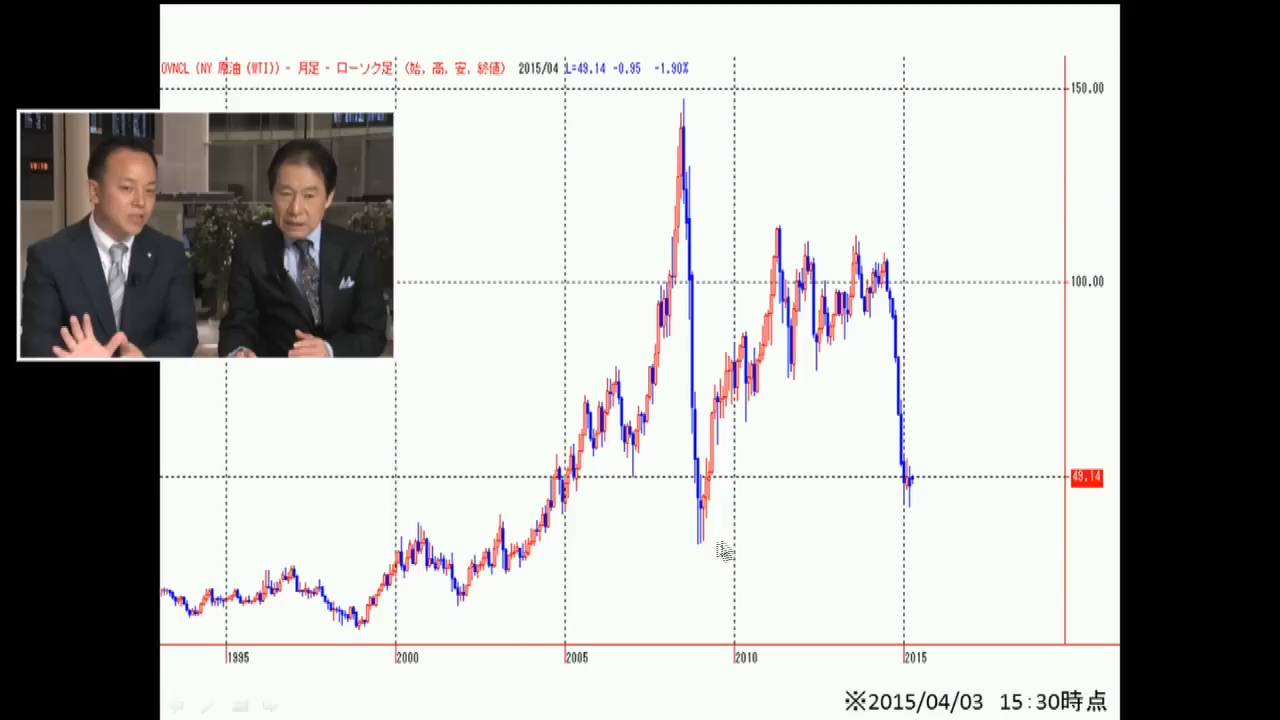 OVNCL (NY 原油 (WTI)) - 月足 - ローソク足 (始, 高, 安, 終値) 2015/04 L=49.14 -0.95 -1.90%
150.00
100.00
49.14
1995 2000 2005 2010 2015
※2015/04/03 15:30時点